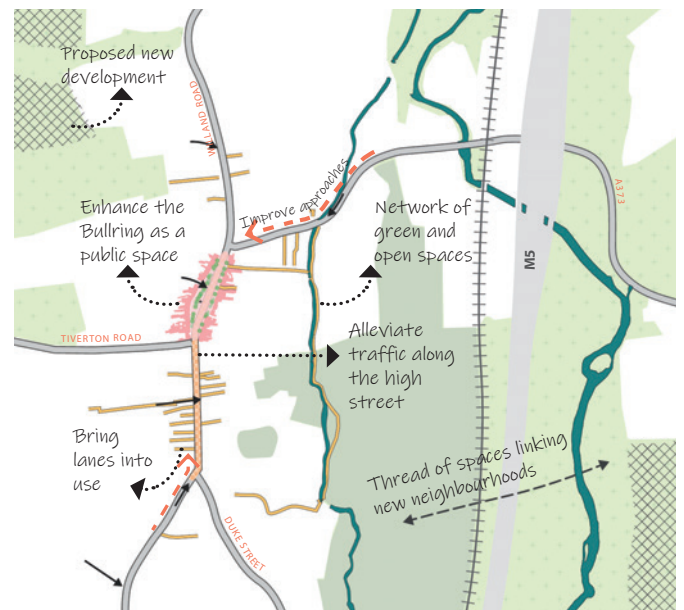 Proposed new
development
WILLAND ROAD
Improve approaches
A373
Enhance the
Bullring as a
public space
Network of
green and
open spaces
M5
TIVERTON ROAD
Alleviate
traffic along
the high
street
Bring
lanes into
use
Thread of spaces linking
new neighbourhoods
DUKE STREET